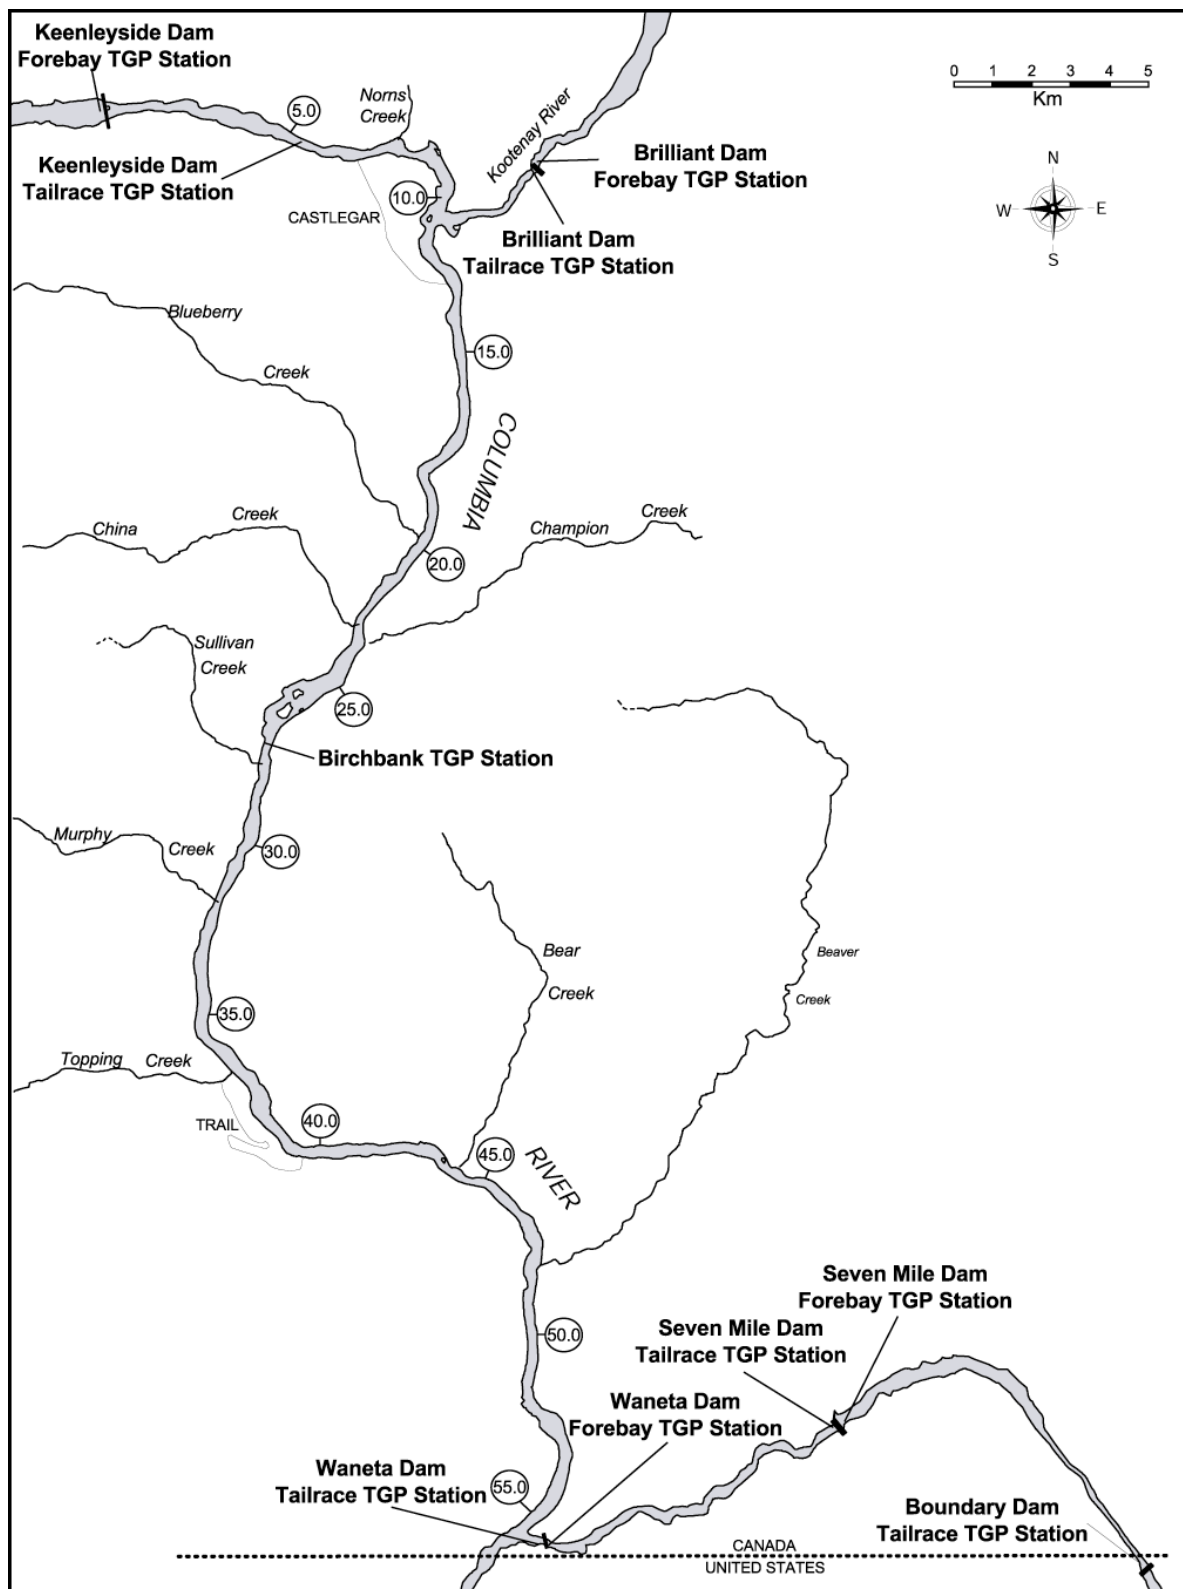 Keenleyside Dam
Forebay TGP Station
0 1 2 3 4 5
Km
5.0
Norns
Creek
Kootenay River
Keenleyside Dam
Tailrace TGP Station
Brilliant Dam
Forebay TGP Station
N
W E
S
10.0
CASTLEGAR
Brilliant Dam
Tailrace TGP Station
Blueberry
Creek
15.0
COLUMBIA
China
Creek
Champion
Creek
20.0
Sullivan
Creek
25.0
Birchbank TGP Station
Murphy
Creek
30.0
Bear
Creek
Beaver
Creek
35.0
Topping Creek
TRAIL
40.0
45.0
RIVER
Seven Mile Dam
Forebay TGP Station
50.0
Seven Mile Dam
Tailrace TGP Station
Waneta Dam
Forebay TGP Station
Waneta Dam
Tailrace TGP Station
55.0
Boundary Dam
Tailrace TGP Station
CANADA
UNITED STATES